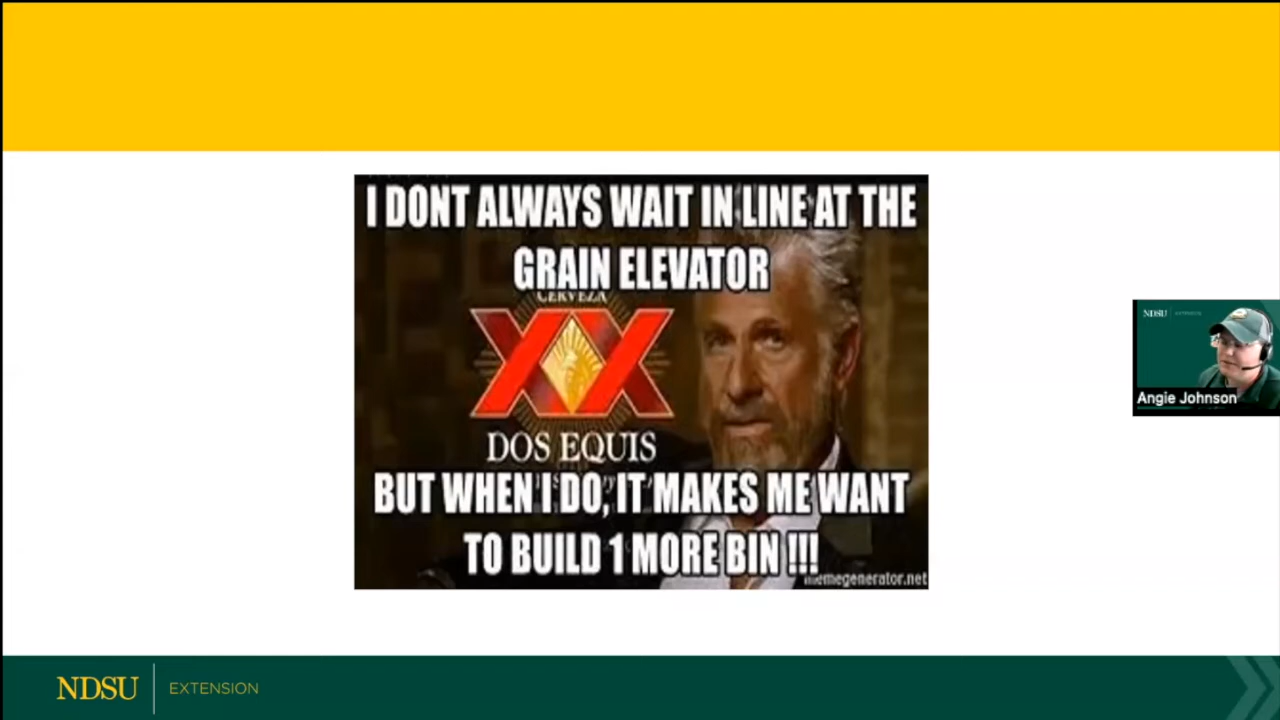 I DONT ALWAYS WAIT IN LINE AT THE
GRAIN ELEVATOR
CERVEZA
XX
DOS EQUIS
BUT WHEN I DO, IT MAKES ME WANT
TO BUILD 1 MORE BIN !!!
memegenerator.net
NDSU EXTENSION
Angie Johnson
NDSU EXTENSION